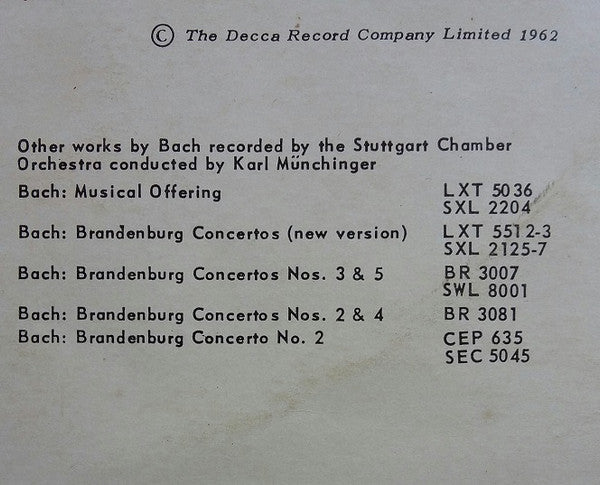 © The Decca Record Company Limited 1962
Other works by Bach recorded by the Stuttgart Chamber
Orchestra conducted by Karl Münchinger
Bach: Musical Offering LXT 5036
SXL 2204
Bach: Brandenburg Concertos (new version) LXT 5512-3
SXL 2125-7
Bach: Brandenburg Concertos Nos. 3 & 5 BR 3007
SWL 8001
Bach: Brandenburg Concertos Nos. 2 & 4 BR 3081
Bach: Brandenburg Concerto No. 2 CEP 635
SEC 5045